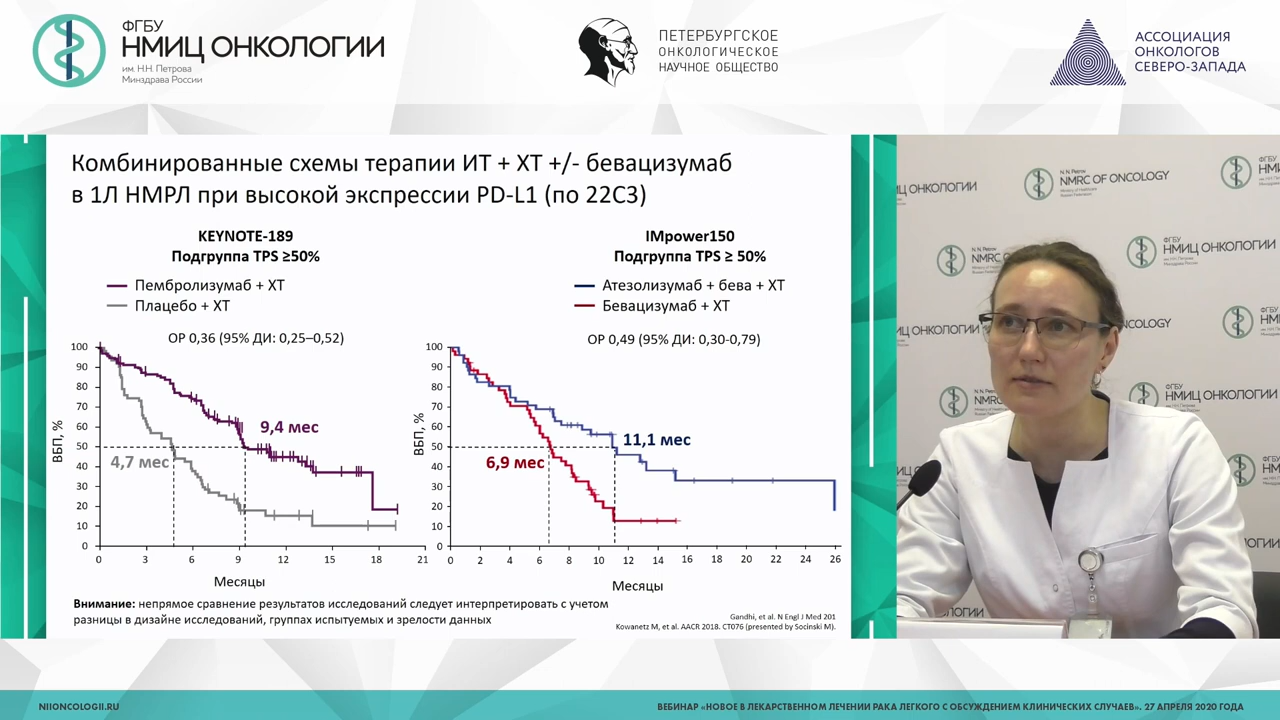 ФГБУ
НМИЦ ОНКОЛОГИИ
им. Н.Н. Петрова
Минздрава России
ПЕТЕРБУРГСКОЕ
ОНКОЛОГИЧЕСКОЕ
НАУЧНОЕ ОБЩЕСТВО
АССОЦИАЦИЯ
ОНКОЛОГОВ
СЕВЕРО-ЗАПАДА
Комбинированные схемы терапии ИТ + ХТ +/- бевацизумаб
в 1Л НМРЛ при высокой экспрессии PD-L1 (по 22C3)
KEYNOTE-189
Подгруппа TPS ≥50%
Пембролизумаб + ХТ
Плацебо + ХТ
ОР 0,36 (95% ДИ: 0,25–0,52)
ВБП, %
100
90
80
70
60
50
40
30
20
10
0
9,4 мес
4,7 мес
0 3 6 9 12 15 18 21
Месяцы
IMpower150
Подгруппа TPS ≥ 50%
Атезолизумаб + бева + ХТ
Бевацизумаб + ХТ
ОР 0,49 (95% ДИ: 0,30-0,79)
ВБП, %
100
90
80
70
60
50
40
30
20
10
0
11,1 мес
6,9 мес
0 2 4 6 8 10 12 14 16 18 20 22 24 26
Месяцы
Внимание: непрямое сравнение результатов исследований следует интерпретировать с учетом
разницы в дизайне исследований, группах испытуемых и зрелости данных
Gandhi, et al. N Engl J Med 201
Kowanetz M, et al. AACR 2018. CT076 (presented by Socinski M).
N.N. Petrov
NMRC OF ONCOLOGY
ФГБУ
НМИЦ ОНКОЛОГИИ
NIIONCOLOGII.RU
ВЕБИНАР «НОВОЕ В ЛЕКАРСТВЕННОМ ЛЕЧЕНИИ РАКА ЛЕГКОГО С ОБСУЖДЕНИЕМ КЛИНИЧЕСКИХ СЛУЧАЕВ». 27 АПРЕЛЯ 2020 ГОДА